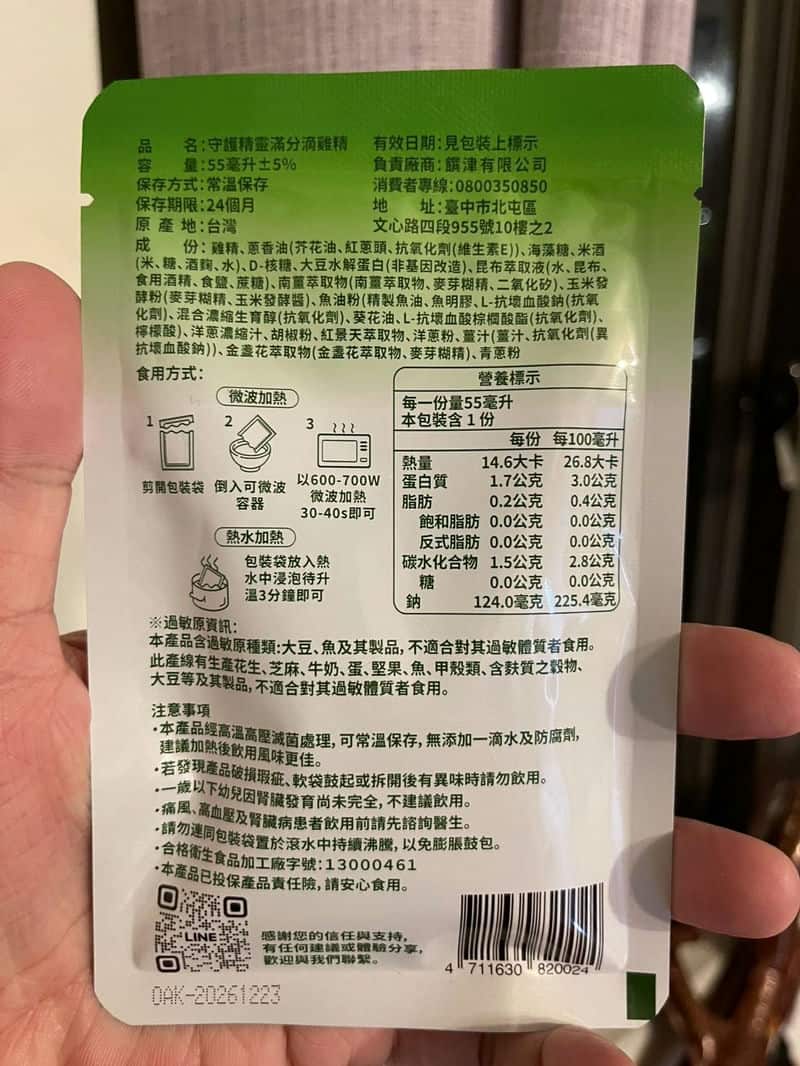 品 名:守護精靈滿分滴雞精
容 量:55毫升±5%
保存方式:常溫保存
保存期限:24個月
原 產 地:台灣
有效日期:見包裝上標示
負責廠商:饌津有限公司
消費者專線:0800350850
地 址:臺中市北屯區
文心路四段955號10樓之2
成 份:雞精、蔥香油(芥花油、紅蔥頭、抗氧化劑(維生素E))、海藻糖、米酒
(米、糖、酒麴、水)、D-核糖、大豆水解蛋白(非基因改造)、昆布萃取液(水、昆布、
食用酒精、食鹽、蔗糖)、南薑萃取物(南薑萃取物、麥芽糊精、二氧化矽)、玉米發
酵粉(麥芽糊精、玉米發酵醬)、魚油粉(精製魚油、魚明膠、L-抗壞血酸鈉(抗氧
化劑)、混合濃縮生育醇(抗氧化劑)、葵花油、L-抗壞血酸棕櫚酸酯(抗氧化劑)、
檸檬酸)、洋蔥濃縮汁、胡椒粉、紅景天萃取物、洋蔥粉、薑汁(薑汁、抗氧化劑(異
抗壞血酸鈉))、金盞花萃取物(金盞花萃取物、麥芽糊精)、青蔥粉
食用方式:
微波加熱
1
剪開包裝袋
2
倒入可微波
容器
3
以600-700W
微波加熱
30-40s即可
熱水加熱
包裝袋放入熱
水中浸泡待升
溫3分鐘即可
營養標示
每一份量55毫升
本包裝含1份
每份 每100毫升
熱量 14.6大卡 26.8大卡
蛋白質 1.7公克 3.0公克
脂肪 0.2公克 0.4公克
飽和脂肪 0.0公克 0.0公克
反式脂肪 0.0公克 0.0公克
碳水化合物 1.5公克 2.8公克
糖 0.0公克 0.0公克
鈉 124.0毫克 225.4毫克
※過敏原資訊:
本產品含過敏原種類:大豆、魚及其製品,不適合對其過敏體質者食用。
此產線有生產花生、芝麻、牛奶、蛋、堅果、魚、甲殼類、含麩質之穀物、
大豆等及其製品,不適合對其過敏體質者食用。
注意事項
·本產品經高溫高壓滅菌處理,可常溫保存,無添加一滴水及防腐劑,
建議加熱後飲用風味更佳。
·若發現產品破損瑕疵、軟袋鼓起或拆開後有異味時請勿飲用。
·一歲以下幼兒因腎臟發育尚未完全,不建議飲用。
·痛風、高血壓及腎臟病患者飲用前請先諮詢醫生。
·請勿連同包裝袋置於滾水中持續沸騰,以免膨脹鼓包。
·合格衛生食品加工廠字號:13000461
·本產品已投保產品責任險,請安心食用。
LINE
感謝您的信任與支持,
有任何建議或體驗分享,
歡迎與我們聯繫。
4 711630 820024
OAK-20261223